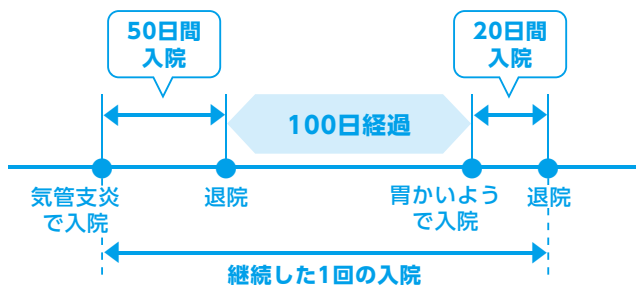 50日間
入院
20日間
入院
100日経過
気管支炎
で入院
退院
胃かいよう
で入院
退院
継続した1回の入院